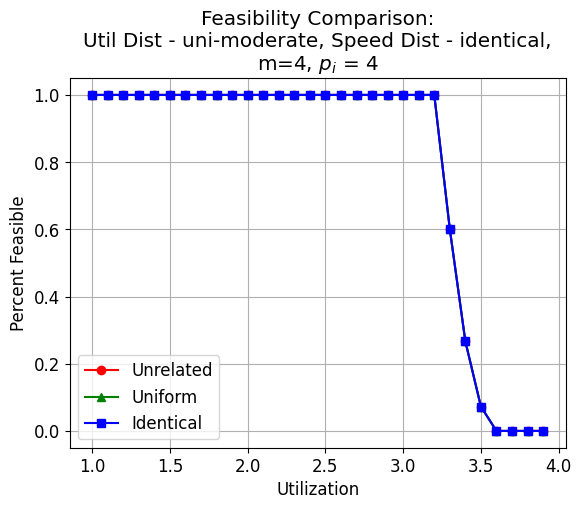 Feasibility Comparison:
Util Dist - uni-moderate, Speed Dist - identical,
m=4, pᵢ = 4
Percent Feasible
1.0
0.8
0.6
0.4
0.2
0.0
Unrelated
Uniform
Identical
1.0 1.5 2.0 2.5 3.0 3.5 4.0
Utilization